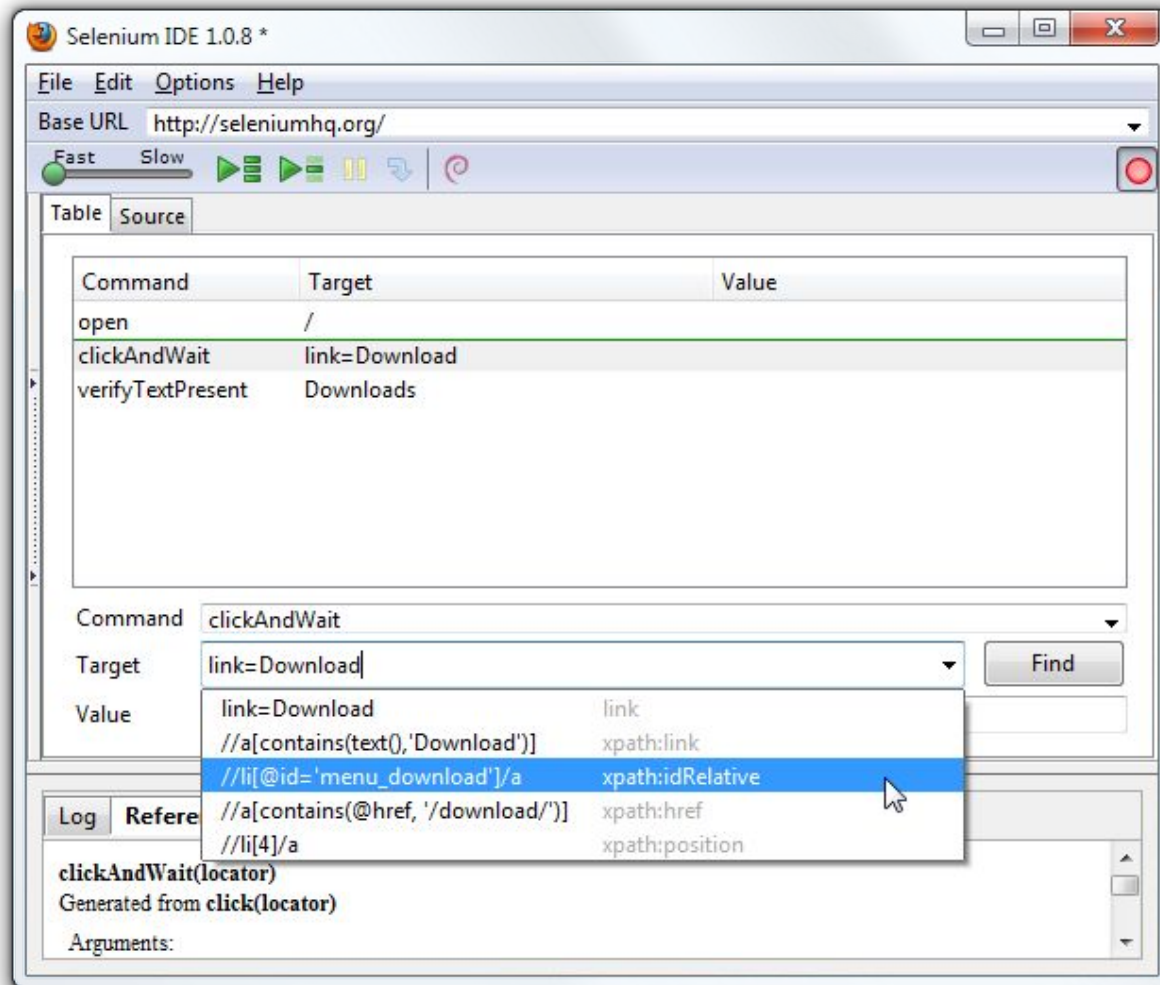 Selenium IDE 1.0.8 *
File Edit Options Help
Base URL http://seleniumhq.org/
Fast Slow
Table Source
Command Target Value
open /
clickAndWait link=Download
verifyTextPresent Downloads
Command clickAndWait
Target link=Download Find
Value
link=Download link
//a[contains(text(),'Download')] xpath:link
//li[@id='menu_download']/a xpath:idRelative
//a[contains(@href, '/download/')] xpath:href
//li[4]/a xpath:position
Log Refere
clickAndWait(locator)
Generated from click(locator)
Arguments: